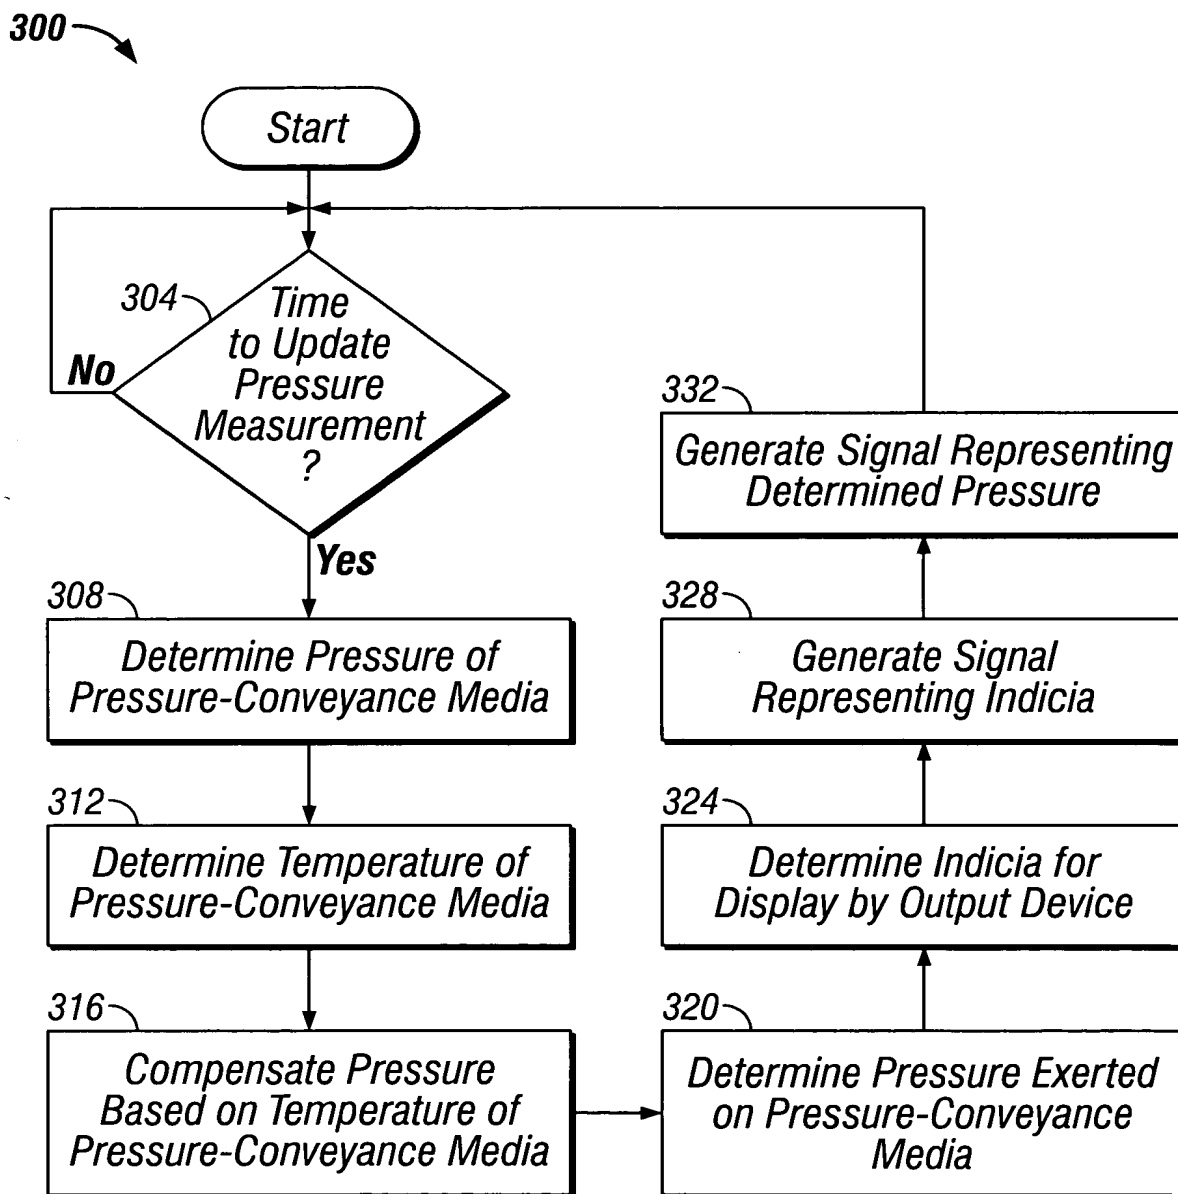 300
Start
304
Time
to Update
Pressure
Measurement
?
No
Yes
308
Determine Pressure of
Pressure-Conveyance Media
312
Determine Temperature of
Pressure-Conveyance Media
316
Compensate Pressure
Based on Temperature of
Pressure-Conveyance Media
320
Determine Pressure Exerted
on Pressure-Conveyance
Media
324
Determine Indicia for
Display by Output Device
328
Generate Signal
Representing Indicia
332
Generate Signal Representing
Determined Pressure